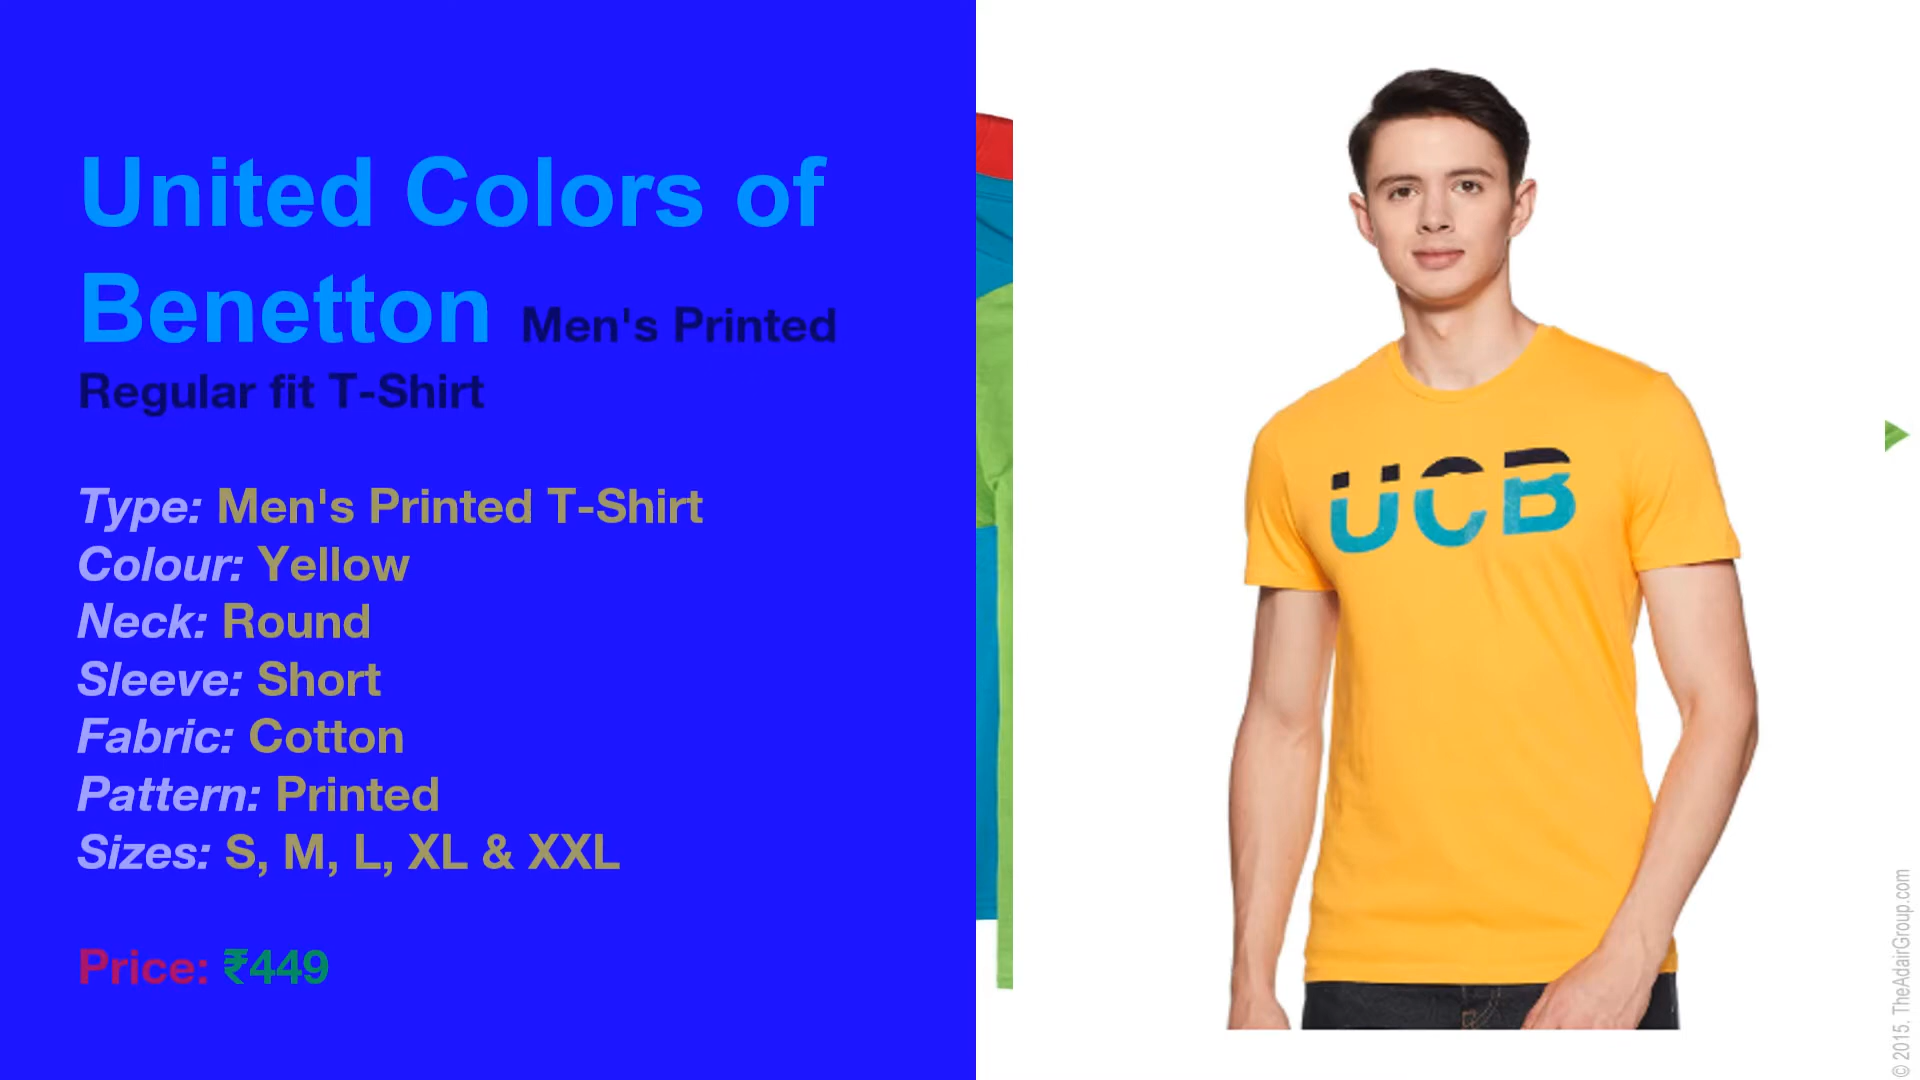 United Colors of
Benetton Men's Printed
Regular fit T-Shirt
Type: Men's Printed T-Shirt
Colour: Yellow
Neck: Round
Sleeve: Short
Fabric: Cotton
Pattern: Printed
Sizes: S, M, L, XL & XXL
Price: ₹449
UCB
© 2015, TheAdairGroup.com